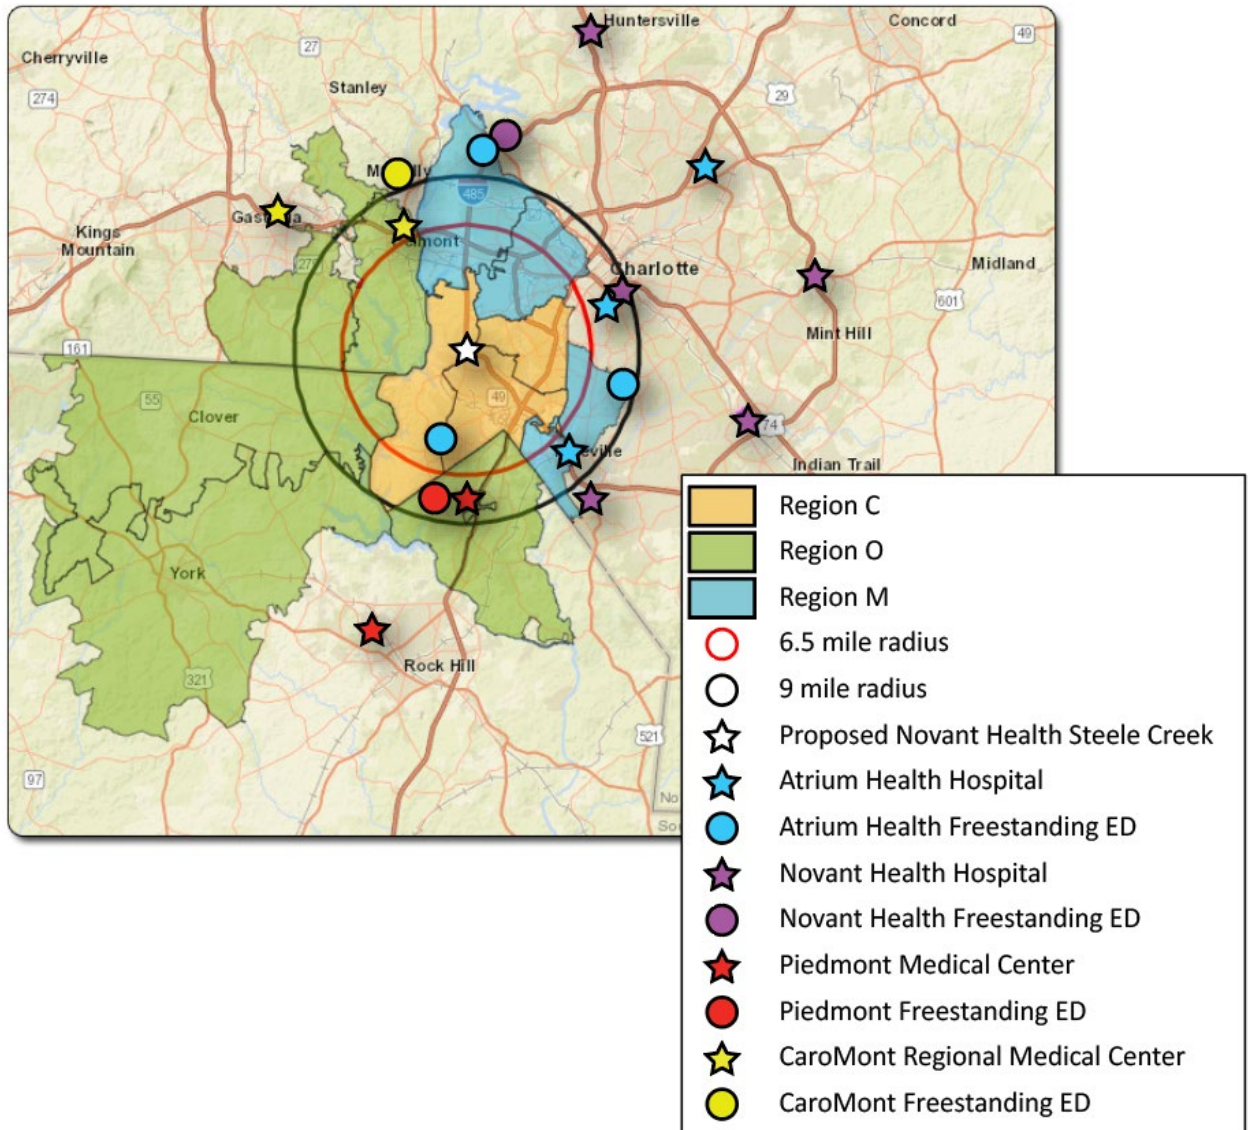 Huntersville
Concord
49
Cherryville
27
Stanley
274
29
485
Kings
Mountain
Charlotte
Midland
601
161
Mint Hill
55
Clover
49
74
Indian Trail
York
321
Rock Hill
521
97
No
So
Region C
Region O
Region M
6.5 mile radius
9 mile radius
Proposed Novant Health Steele Creek
Atrium Health Hospital
Atrium Health Freestanding ED
Novant Health Hospital
Novant Health Freestanding ED
Piedmont Medical Center
Piedmont Freestanding ED
CaroMont Regional Medical Center
CaroMont Freestanding ED